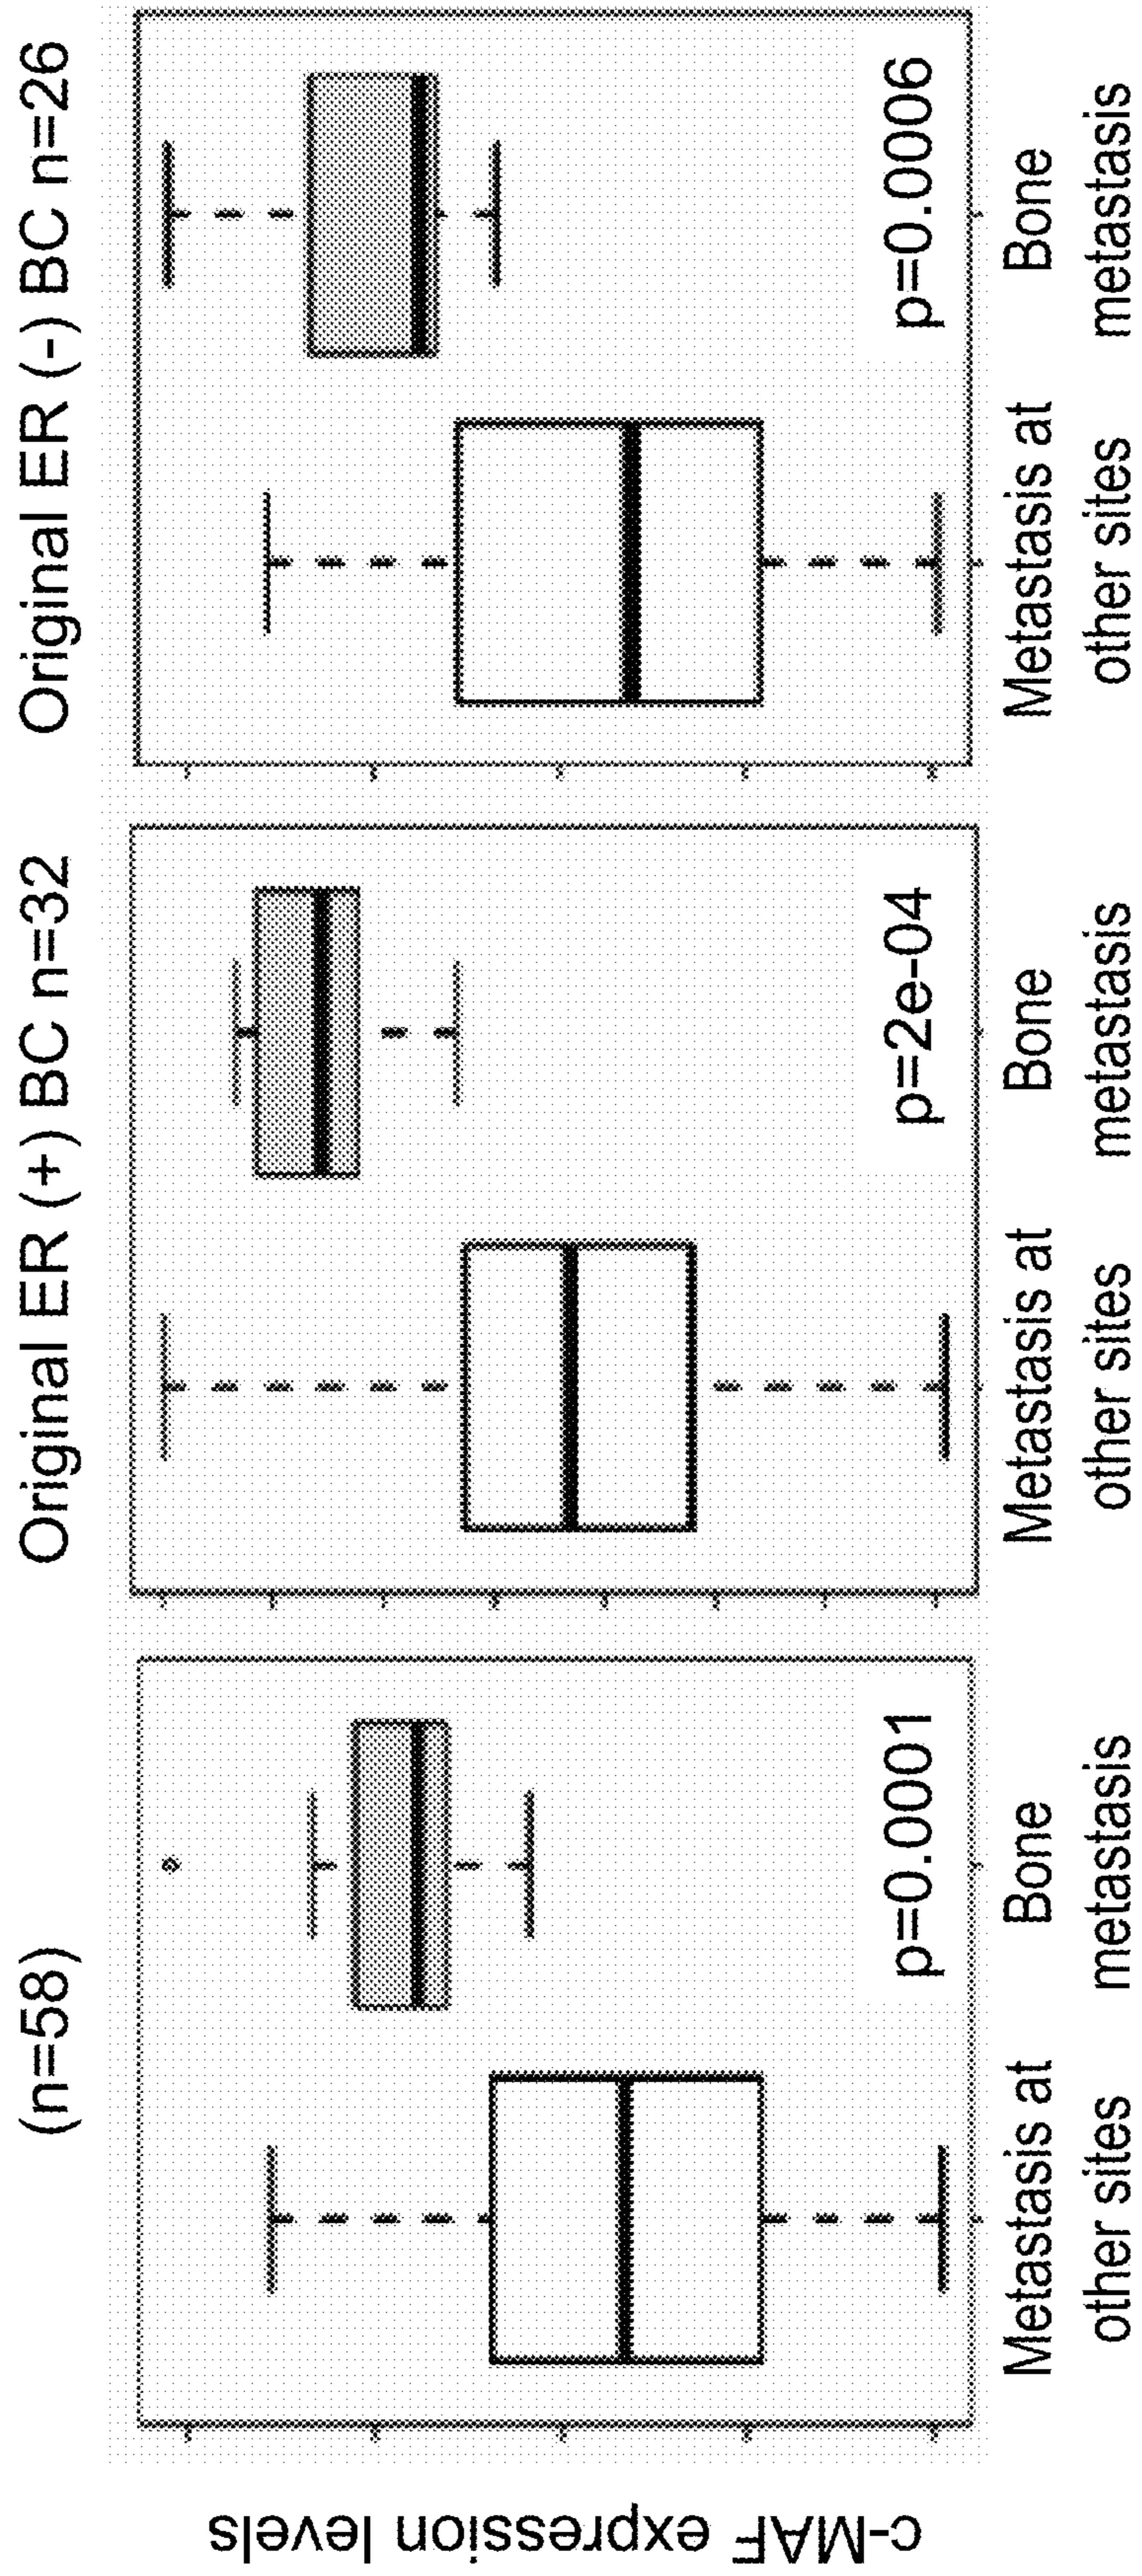 (n=58)
Original ER (+) BC n=32
Original ER (-) BC n=26
c-MAF expression levels
p=0.0001
p=2e-04
p=0.0006
Metastasis at
other sites
Bone
metastasis
Metastasis at
other sites
Bone
metastasis
Metastasis at
other sites
Bone
metastasis